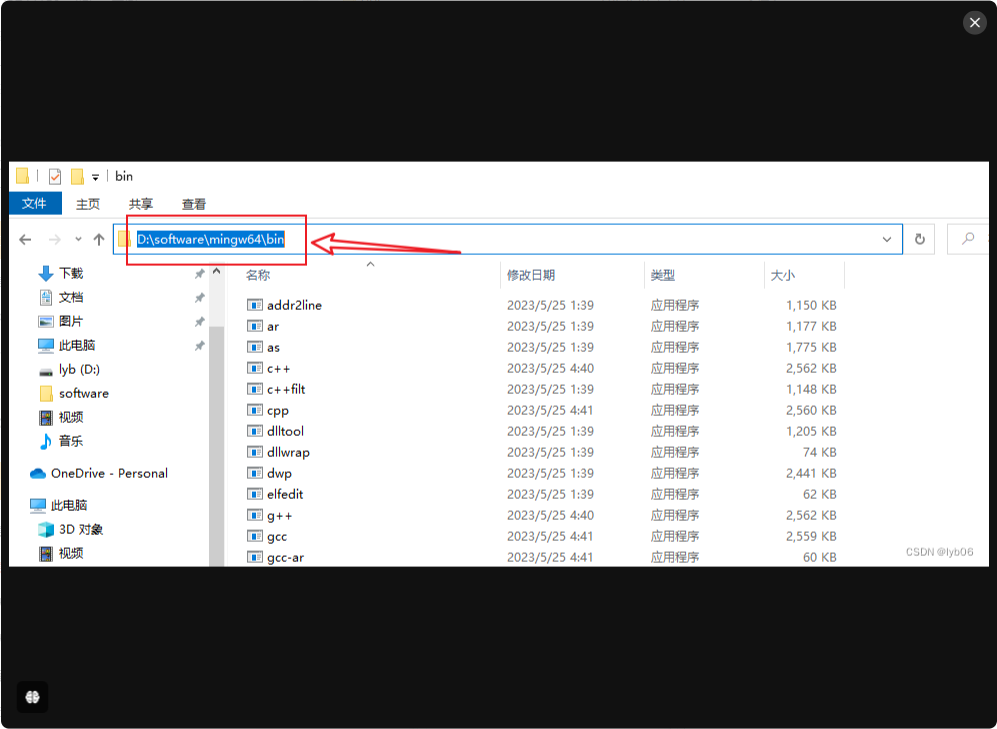 bin
文件 主页 共享 查看
D:\software\mingw64\bin
名称 修改日期 类型 大小
下载
文档
图片
此电脑
lyb (D:)
software
视频
音乐
OneDrive - Personal
此电脑
3D 对象
视频
addr2line 2023/5/25 1:39 应用程序 1,150 KB
ar 2023/5/25 1:39 应用程序 1,177 KB
as 2023/5/25 1:39 应用程序 1,775 KB
c++ 2023/5/25 4:40 应用程序 2,562 KB
c++filt 2023/5/25 1:39 应用程序 1,148 KB
cpp 2023/5/25 4:41 应用程序 2,560 KB
dlltool 2023/5/25 1:39 应用程序 1,205 KB
dllwrap 2023/5/25 1:39 应用程序 74 KB
dwp 2023/5/25 1:39 应用程序 2,441 KB
elfedit 2023/5/25 1:39 应用程序 62 KB
g++ 2023/5/25 4:40 应用程序 2,562 KB
gcc 2023/5/25 4:41 应用程序 2,559 KB
gcc-ar 2023/5/25 4:41 应用程序 60 KB
CSDN @lyb06